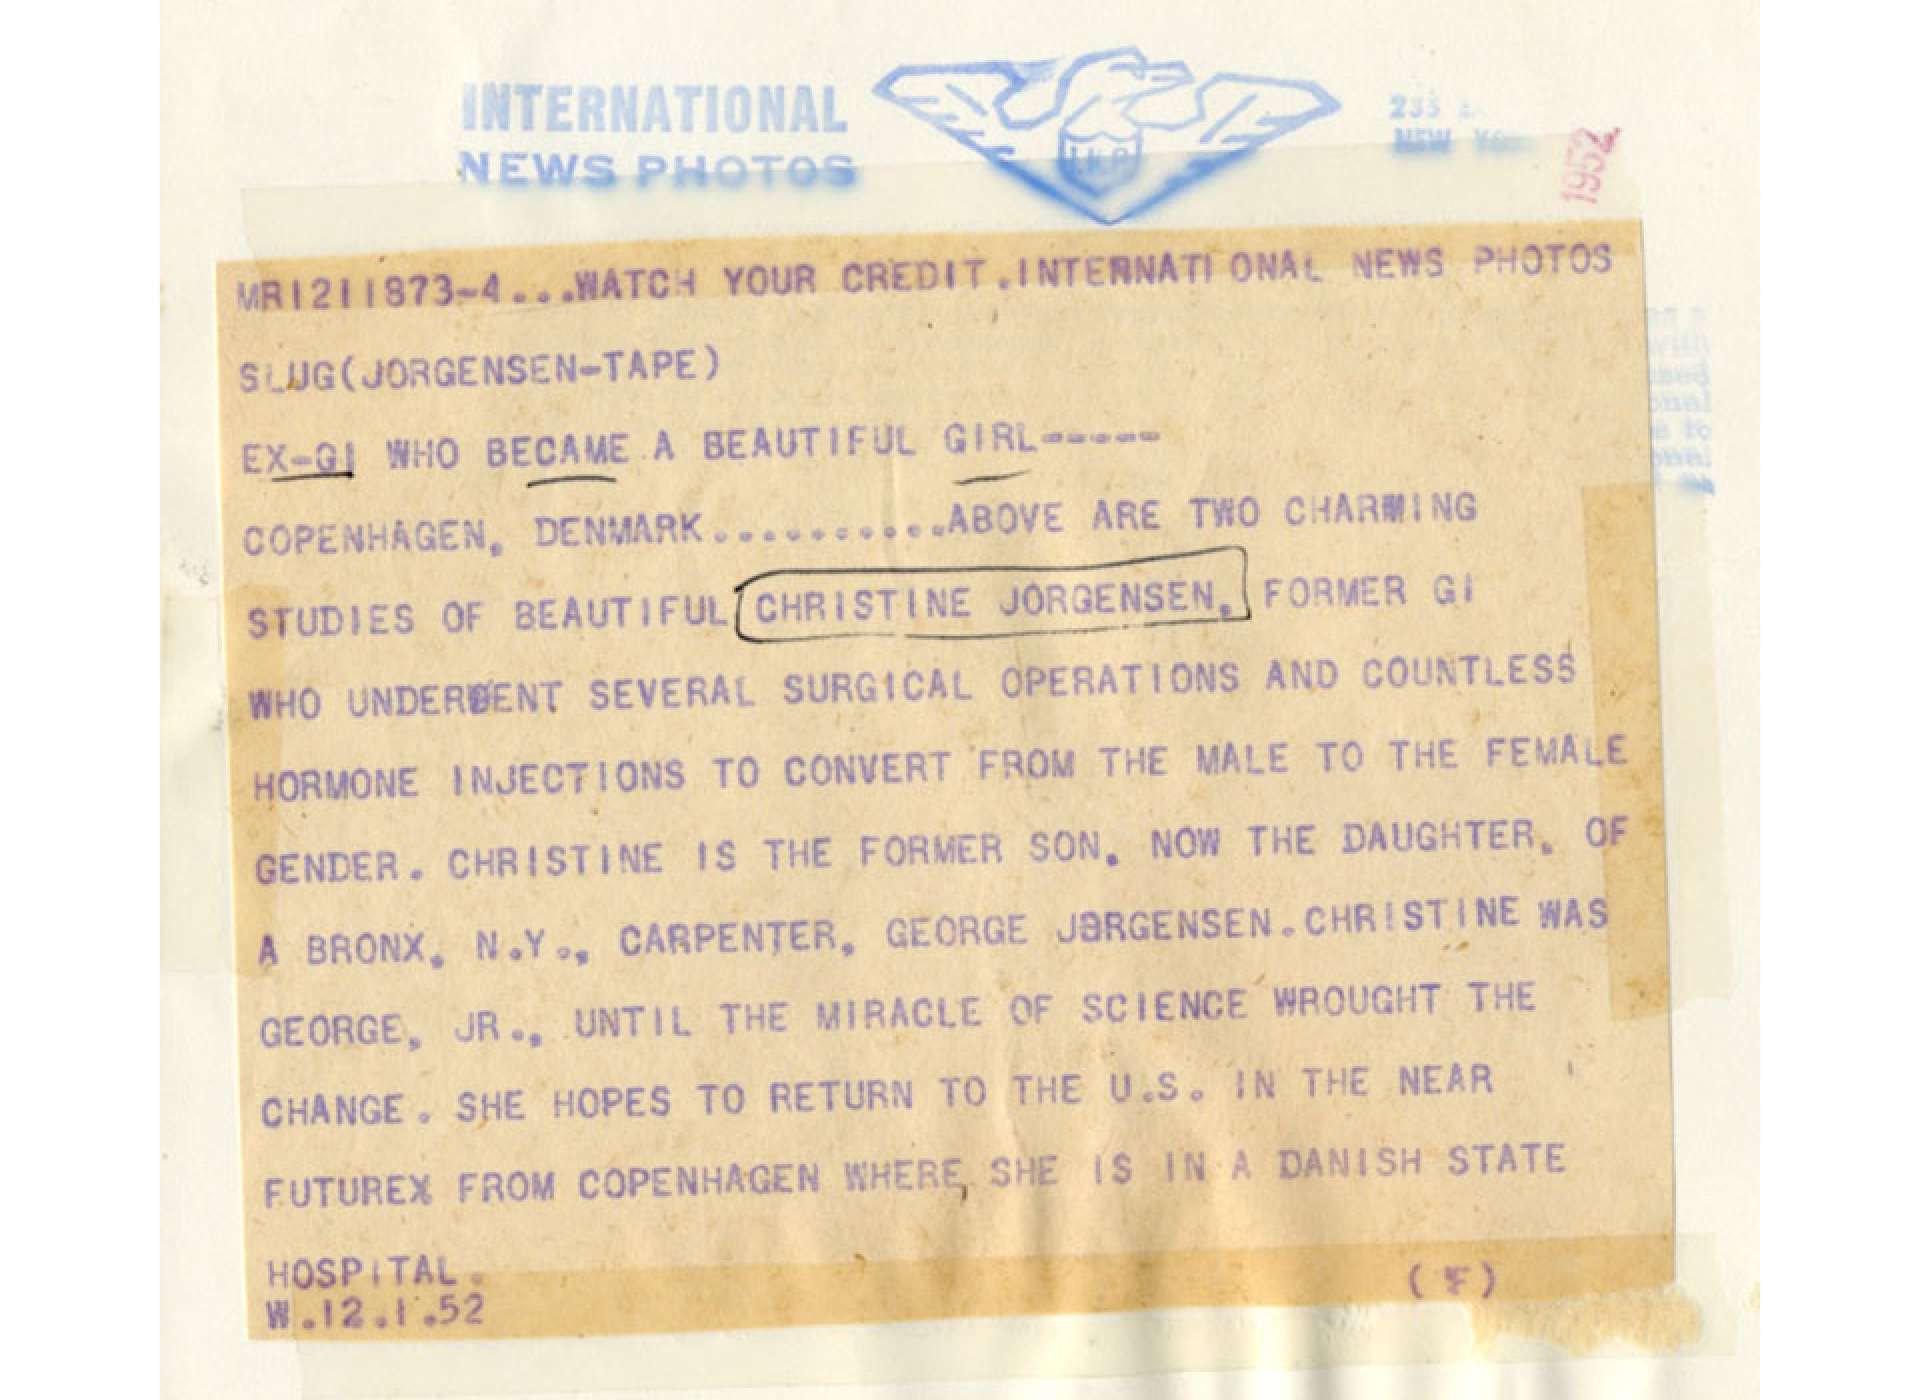 INTERNATIONAL
NEWS PHOTOS
I.N.P.
235
NEW
1952
MR1211873-4...WATCH YOUR CREDIT.INTERNATIONAL NEWS PHOTOS
SLUG(JORGENSEN-TAPE)
EX-GI WHO BECAME A BEAUTIFUL GIRL-----
COPENHAGEN, DENMARK..........ABOVE ARE TWO CHARMING
STUDIES OF BEAUTIFUL CHRISTINE JORGENSEN, FORMER GI
WHO UNDERWENT SEVERAL SURGICAL OPERATIONS AND COUNTLESS
HORMONE INJECTIONS TO CONVERT FROM THE MALE TO THE FEMALE
GENDER. CHRISTINE IS THE FORMER SON, NOW THE DAUGHTER, OF
A BRONX, N.Y., CARPENTER, GEORGE JORGENSEN.CHRISTINE WAS
GEORGE, JR., UNTIL THE MIRACLE OF SCIENCE WROUGHT THE
CHANGE. SHE HOPES TO RETURN TO THE U.S. IN THE NEAR
FUTUREX FROM COPENHAGEN WHERE SHE IS IN A DANISH STATE
HOSPITAL.
W.12.1.52 (F)